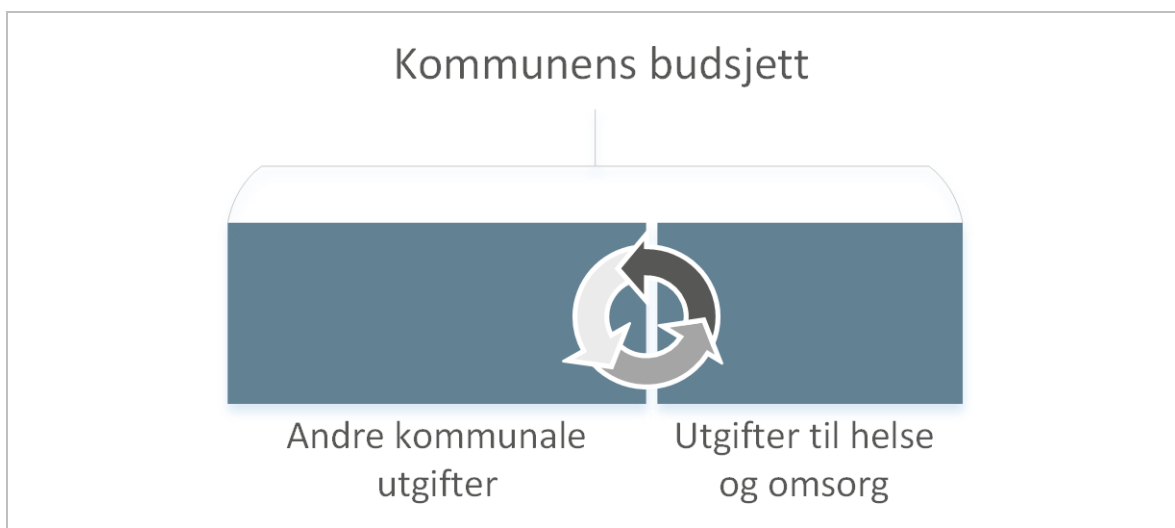 Kommunens budsjett
Andre kommunale
utgifter
Utgifter til helse
og omsorg